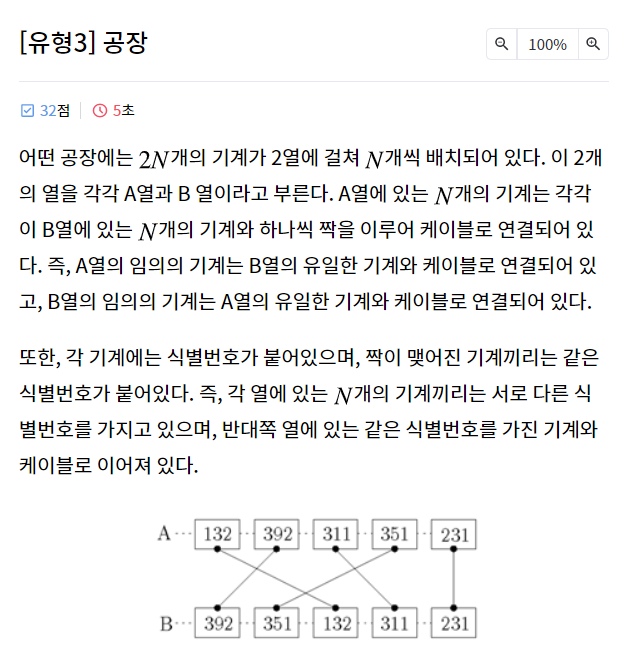 [유형3] 공장
100%
32점
5초
어떤 공장에는 2N개의 기계가 2열에 걸쳐 N개씩 배치되어 있다. 이 2개
의 열을 각각 A열과 B 열이라고 부른다. A열에 있는 N개의 기계는 각각
이 B열에 있는 N개의 기계와 하나씩 짝을 이루어 케이블로 연결되어 있
다. 즉, A열의 임의의 기계는 B열의 유일한 기계와 케이블로 연결되어 있
고, B열의 임의의 기계는 A열의 유일한 기계와 케이블로 연결되어 있다.
또한, 각 기계에는 식별번호가 붙어있으며, 짝이 맺어진 기계끼리는 같은
식별번호가 붙어있다. 즉, 각 열에 있는 N개의 기계끼리는 서로 다른 식
별번호를 가지고 있으며, 반대쪽 열에 있는 같은 식별번호를 가진 기계와
케이블로 이어져 있다.
A 132 392 311 351 231
B 392 351 132 311 231